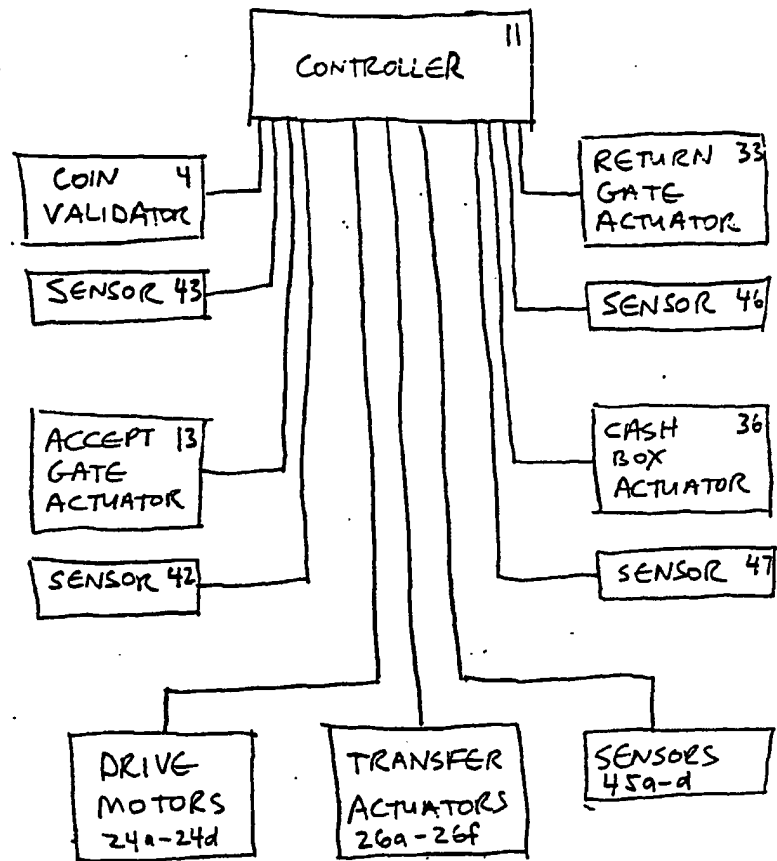 CONTROLLER 11
COIN 4
VALIDATOR
SENSOR 43
ACCEPT 13
GATE
ACTUATOR
SENSOR 42
RETURN 33
GATE
ACTUATOR
SENSOR 46
CASH 36
BOX
ACTUATOR
SENSOR 47
DRIVE
MOTORS
24a-24d
TRANSFER
ACTUATORS
26a-26f
SENSORS
45a-d